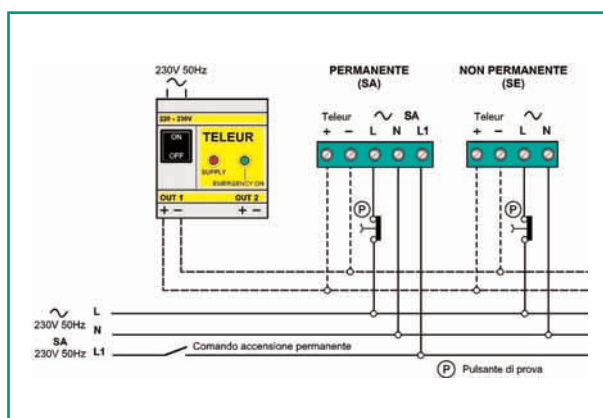 230V 50Hz
PERMANENTE
(SA)
NON PERMANENTE
(SE)
220 - 230V
ON
OFF
TELEUR
SUPPLY
EMERGENCY ON
OUT 1
OUT 2
+ −
+ −
Teleur
SA
+ − L N L1
Teleur
+ − L N
P
P
L
230V 50Hz
N
SA
230V 50Hz
L1
Comando accensione permanente
P Pulsante di prova